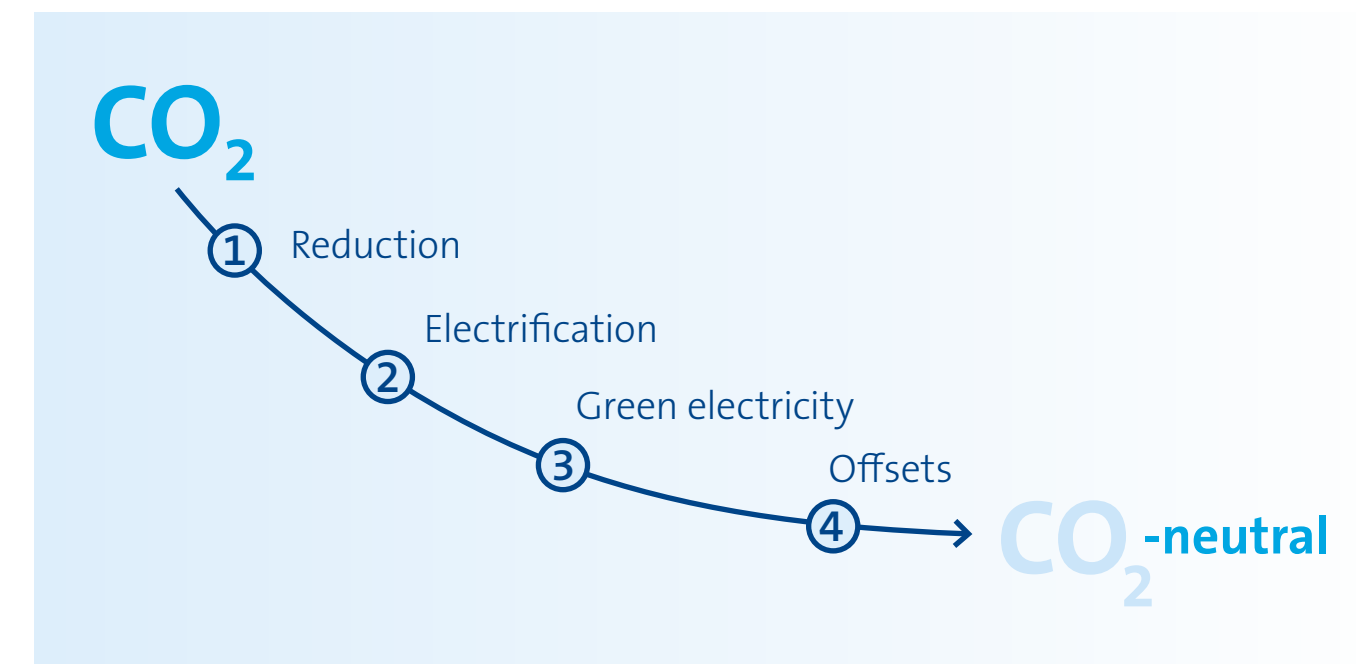 CO₂
1 Reduction
Electrification
2
Green electricity
3
Offsets
4
CO₂-neutral